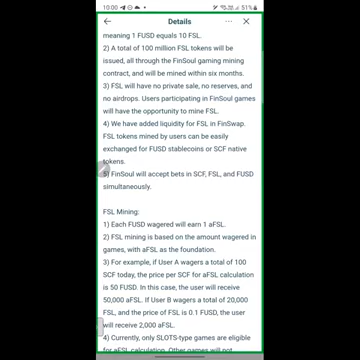 10:00
51%
Details
meaning 1 FUSD equals 10 FSL.
2) A total of 100 million FSL tokens will be
issued, all through the FinSoul gaming mining
contract, and will be mined within six months.
3) FSL will have no private sale, no reserves, and
no airdrops. Users participating in FinSoul games
will have the opportunity to mine FSL.
4) We have added liquidity for FSL in FinSwap.
FSL tokens mined by users can be easily
exchanged for FUSD stablecoins or SCF native
tokens.
5) FinSoul will accept bets in SCF, FSL, and FUSD
simultaneously.
FSL Mining:
1) Each FUSD wagered will earn 1 aFSL.
2) FSL mining is based on the amount wagered in
games, with aFSL as the foundation.
3) For example, if User A wagers a total of 100
SCF today, the price per SCF for aFSL calculation
is 50 FUSD. In this case, the user will receive
50,000 aFSL. If User B wagers a total of 20,000
FSL, and the price of FSL is 0.1 FUSD, the user
will receive 2,000 aFSL.
4) Currently, only SLOTS-type games are eligible
for aFSL calculation. Other games will not